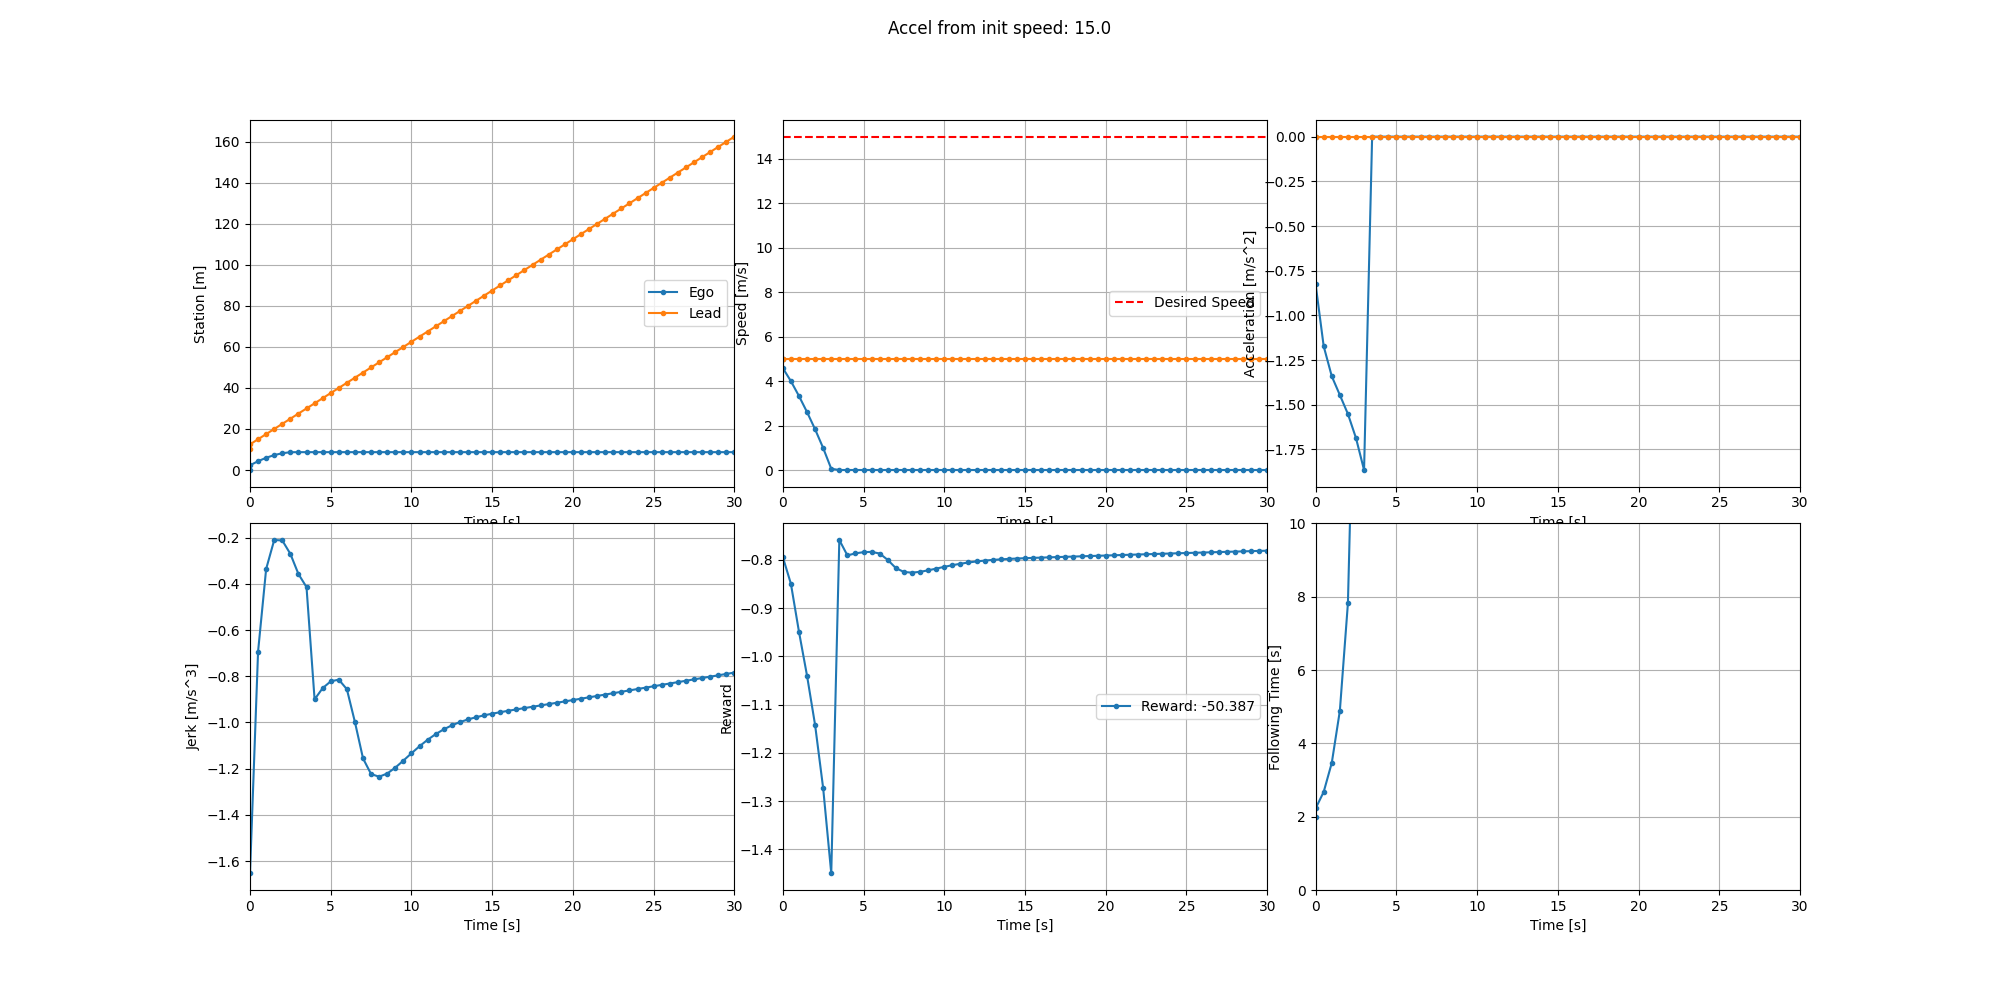 Accel from init speed: 15.0
Station [m]
160
140
120
100
80
60
40
20
0
0 5 10 15 20 25 30
Time [s]
Ego
Lead
Speed [m/s]
14
12
10
8
6
4
2
0
0 5 10 15 20 25 30
Time [s]
Desired Speed
Acceleration [m/s^2]
0.00
−0.25
−0.50
−0.75
−1.00
−1.25
−1.50
−1.75
0 5 10 15 20 25 30
Time [s]
Jerk [m/s^3]
−0.2
−0.4
−0.6
−0.8
−1.0
−1.2
−1.4
−1.6
0 5 10 15 20 25 30
Time [s]
Reward
−0.8
−0.9
−1.0
−1.1
−1.2
−1.3
−1.4
0 5 10 15 20 25 30
Time [s]
Reward: -50.387
Following Time [s]
10
8
6
4
2
0
0 5 10 15 20 25 30
Time [s]